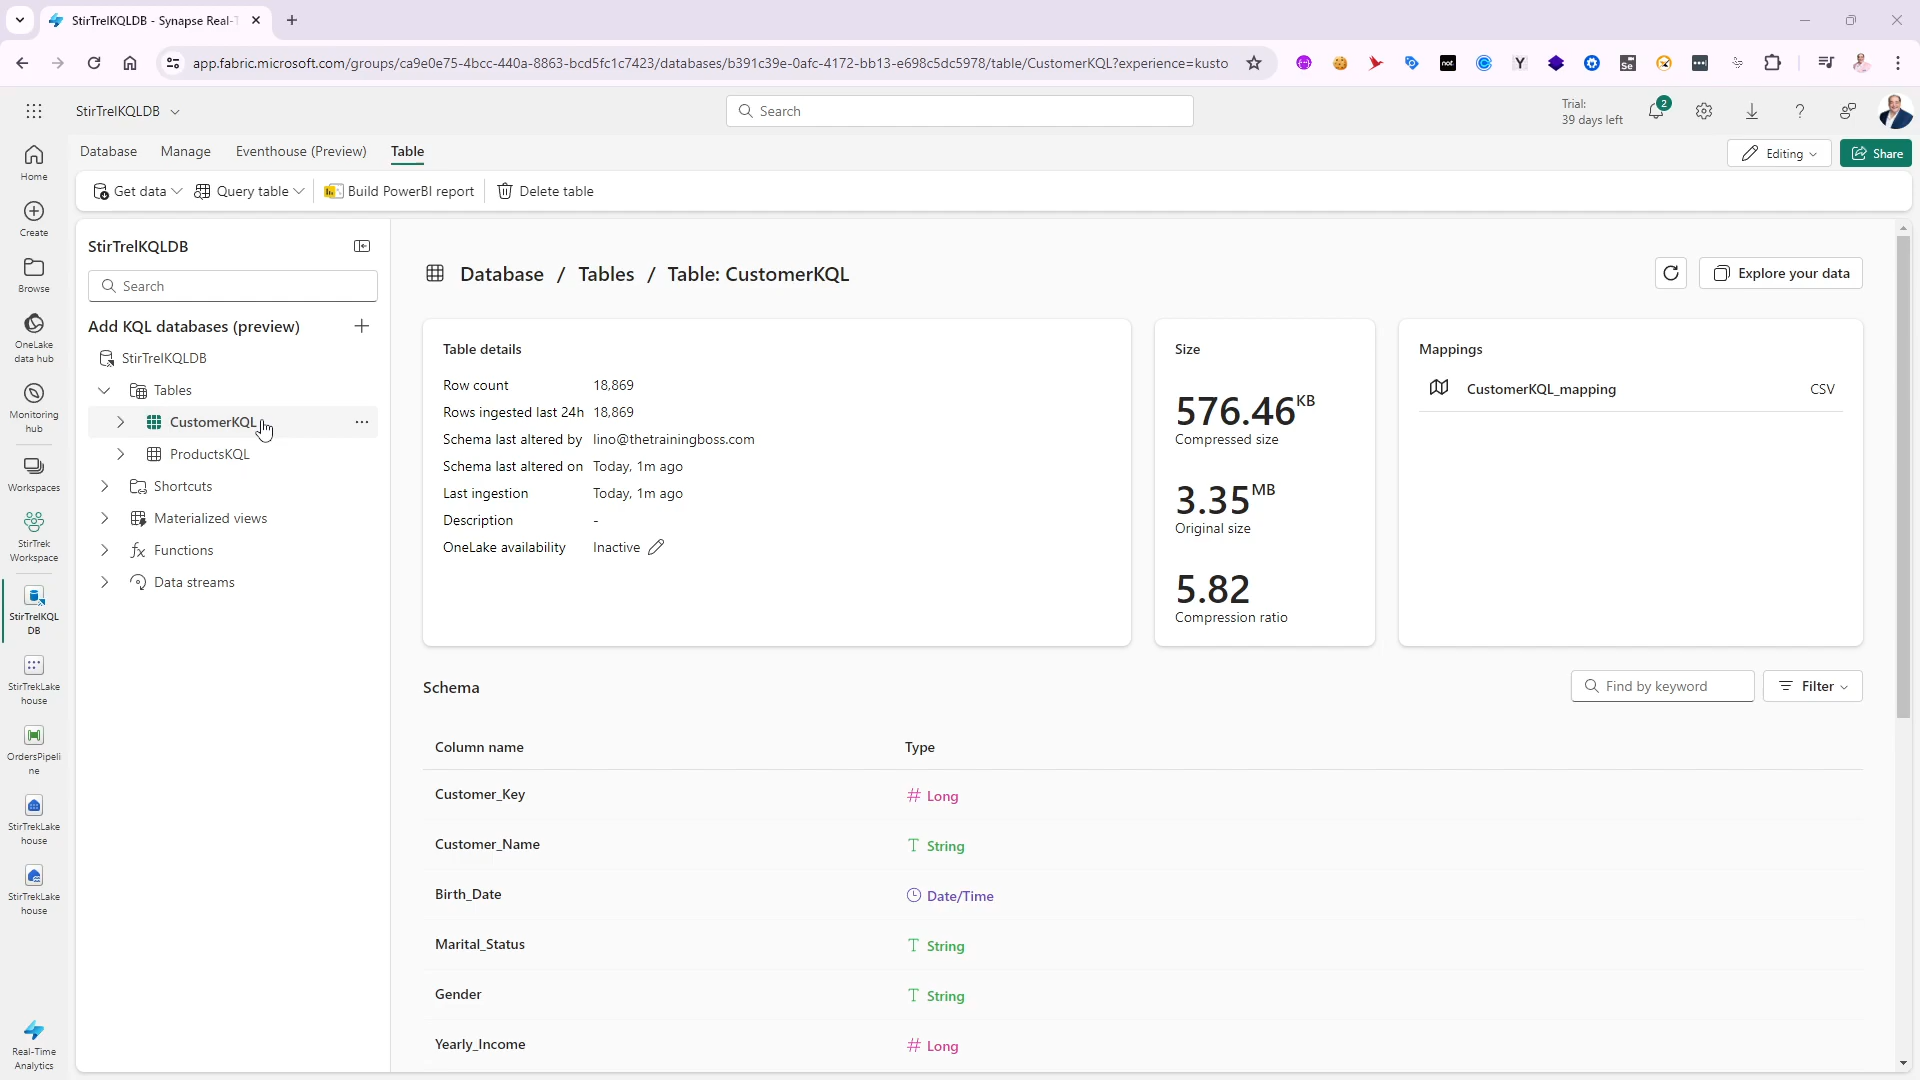 StirTrelKQLDB - Synapse Real-T
app.fabric.microsoft.com/groups/ca9e0e75-4bcc-440a-8863-bcd5fc1c7423/databases/b391c39e-0afc-4172-bb13-e698c5dc5978/table/CustomerKQL?experience=kusto
StirTrelKQLDB
Search
Trial:
39 days left
2
Database
Manage
Eventhouse (Preview)
Table
Editing
Share
Get data
Query table
Build PowerBI report
Delete table
Home
Create
Browse
OneLake
data hub
Monitoring
hub
Workspaces
StirTrek
Workspace
StirTrelKQL
DB
StirTrekLake
house
OrdersPipeli
ne
StirTrekLake
house
StirTrekLake
house
Real-Time
Analytics
StirTrelKQLDB
Search
Add KQL databases (preview)
StirTrelKQLDB
Tables
CustomerKQL
ProductsKQL
Shortcuts
Materialized views
Functions
Data streams
Database / Tables / Table: CustomerKQL
Explore your data
Table details
Row count 18,869
Rows ingested last 24h 18,869
Schema last altered by lino@thetrainingboss.com
Schema last altered on Today, 1m ago
Last ingestion Today, 1m ago
Description -
OneLake availability Inactive
Size
576.46 KB
Compressed size
3.35 MB
Original size
5.82
Compression ratio
Mappings
CustomerKQL_mapping CSV
Schema
Find by keyword
Filter
Column name Type
Customer_Key Long
Customer_Name String
Birth_Date Date/Time
Marital_Status String
Gender String
Yearly_Income Long